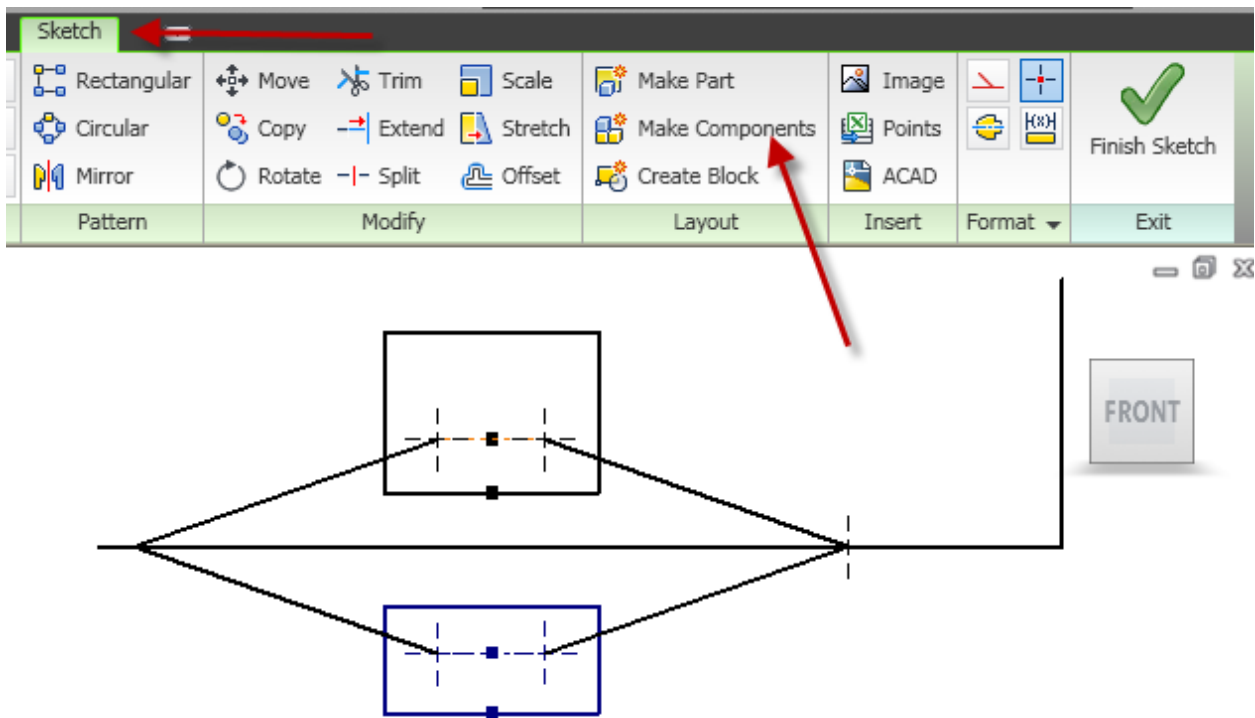 Sketch
Rectangular Move Trim Scale Make Part Image
Circular Copy Extend Stretch Make Components Points
Mirror Rotate Split Offset Create Block ACAD
Finish Sketch
Pattern Modify Layout Insert Format Exit
FRONT